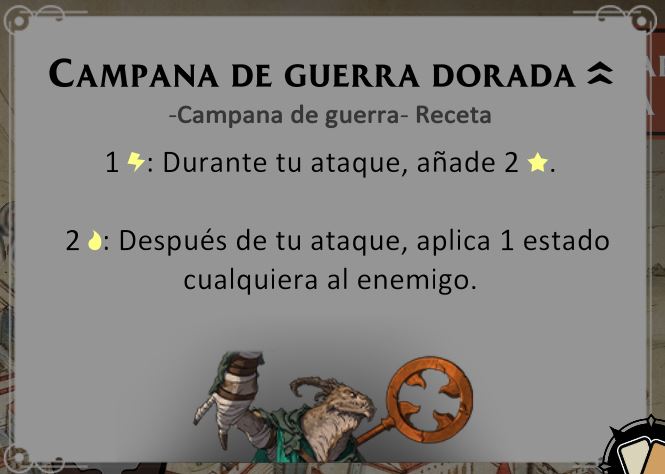 CAMPANA DE GUERRA DORADA
-Campana de guerra- Receta
1 : Durante tu ataque, añade 2 .
2 : Después de tu ataque, aplica 1 estado
cualquiera al enemigo.